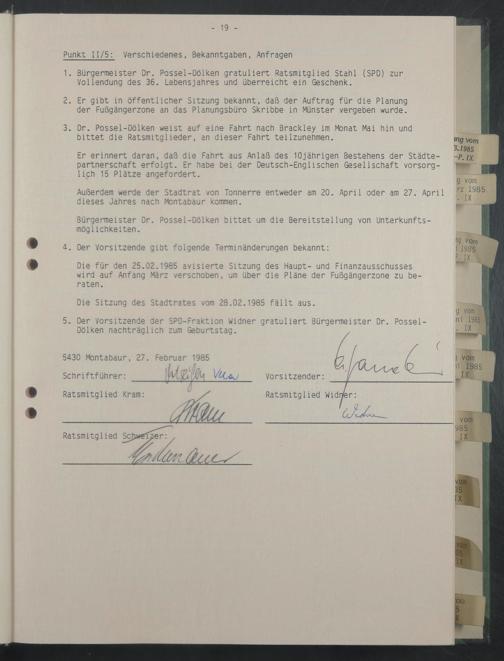 - 19 -
Punkt II/5: Verschiedenes, Bekanntgaben, Anfragen
1. Bürgermeister Dr. Possel-Dölken gratuliert Ratsmitglied Stahl (SPD) zur
Vollendung des 36. Lebensjahres und überreicht ein Geschenk.
2. Er gibt in öffentlicher Sitzung bekannt, daß der Auftrag für die Planung
der Fußgängerzone an das Planungsbüro Skribbe in Münster vergeben wurde.
3. Dr. Possel-Dölken weist auf eine Fahrt nach Brackley im Monat Mai hin und
bittet die Ratsmitglieder, an dieser Fahrt teilzunehmen.
Er erinnert daran, daß die Fahrt aus Anlaß des 10jährigen Bestehens der Städte-
partnerschaft erfolgt. Er habe bei der Deutsch-Englischen Gesellschaft vorsorg-
lich 15 Plätze angefordert.
Außerdem werde der Stadtrat von Tonnerre entweder am 20. April oder am 27. April
dieses Jahres nach Montabaur kommen.
Bürgermeister Dr. Possel-Dölken bittet um die Bereitstellung von Unterkunfts-
möglichkeiten.
4. Der Vorsitzende gibt folgende Terminänderungen bekannt:
Die für den 25.02.1985 avisierte Sitzung des Haupt- und Finanzausschusses
wird auf Anfang März verschoben, um über die Pläne der Fußgängerzone zu be-
raten.
Die Sitzung des Stadtrates vom 28.02.1985 fällt aus.
5. Der Vorsitzende der SPD-Fraktion Widner gratuliert Bürgermeister Dr. Possel-
Dölken nachträglich zum Geburtstag.
5430 Montabaur, 27. Februar 1985
Schriftführer: Vorsitzender:
Ratsmitglied Kram: Ratsmitglied Widner:
Kram Widner
Ratsmitglied Schweizer: